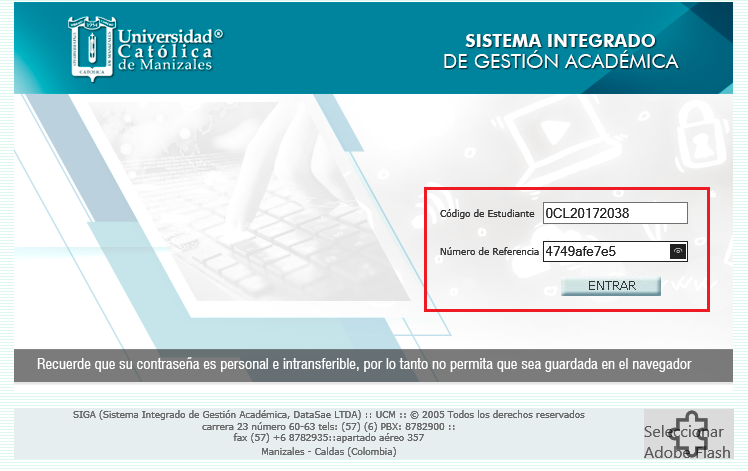 Universidad®
Católica
de Manizales
1954
CATOLICA
SISTEMA INTEGRADO
DE GESTIÓN ACADÉMICA
Código de Estudiante 0CL20172038
Número de Referencia 4749afe7e5
ENTRAR
Recuerde que su contraseña es personal e intransferible, por lo tanto no permita que sea guardada en el navegador
SIGA (Sistema Integrado de Gestión Académica, DataSae LTDA) :: UCM :: © 2005 Todos los derechos reservados
carrera 23 número 60-63 tels: (57) (6) PBX: 8782900 ::
fax (57) +6 8782935::apartado aéreo 357
Manizales - Caldas (Colombia)
Seleccionar
Adobe Flash